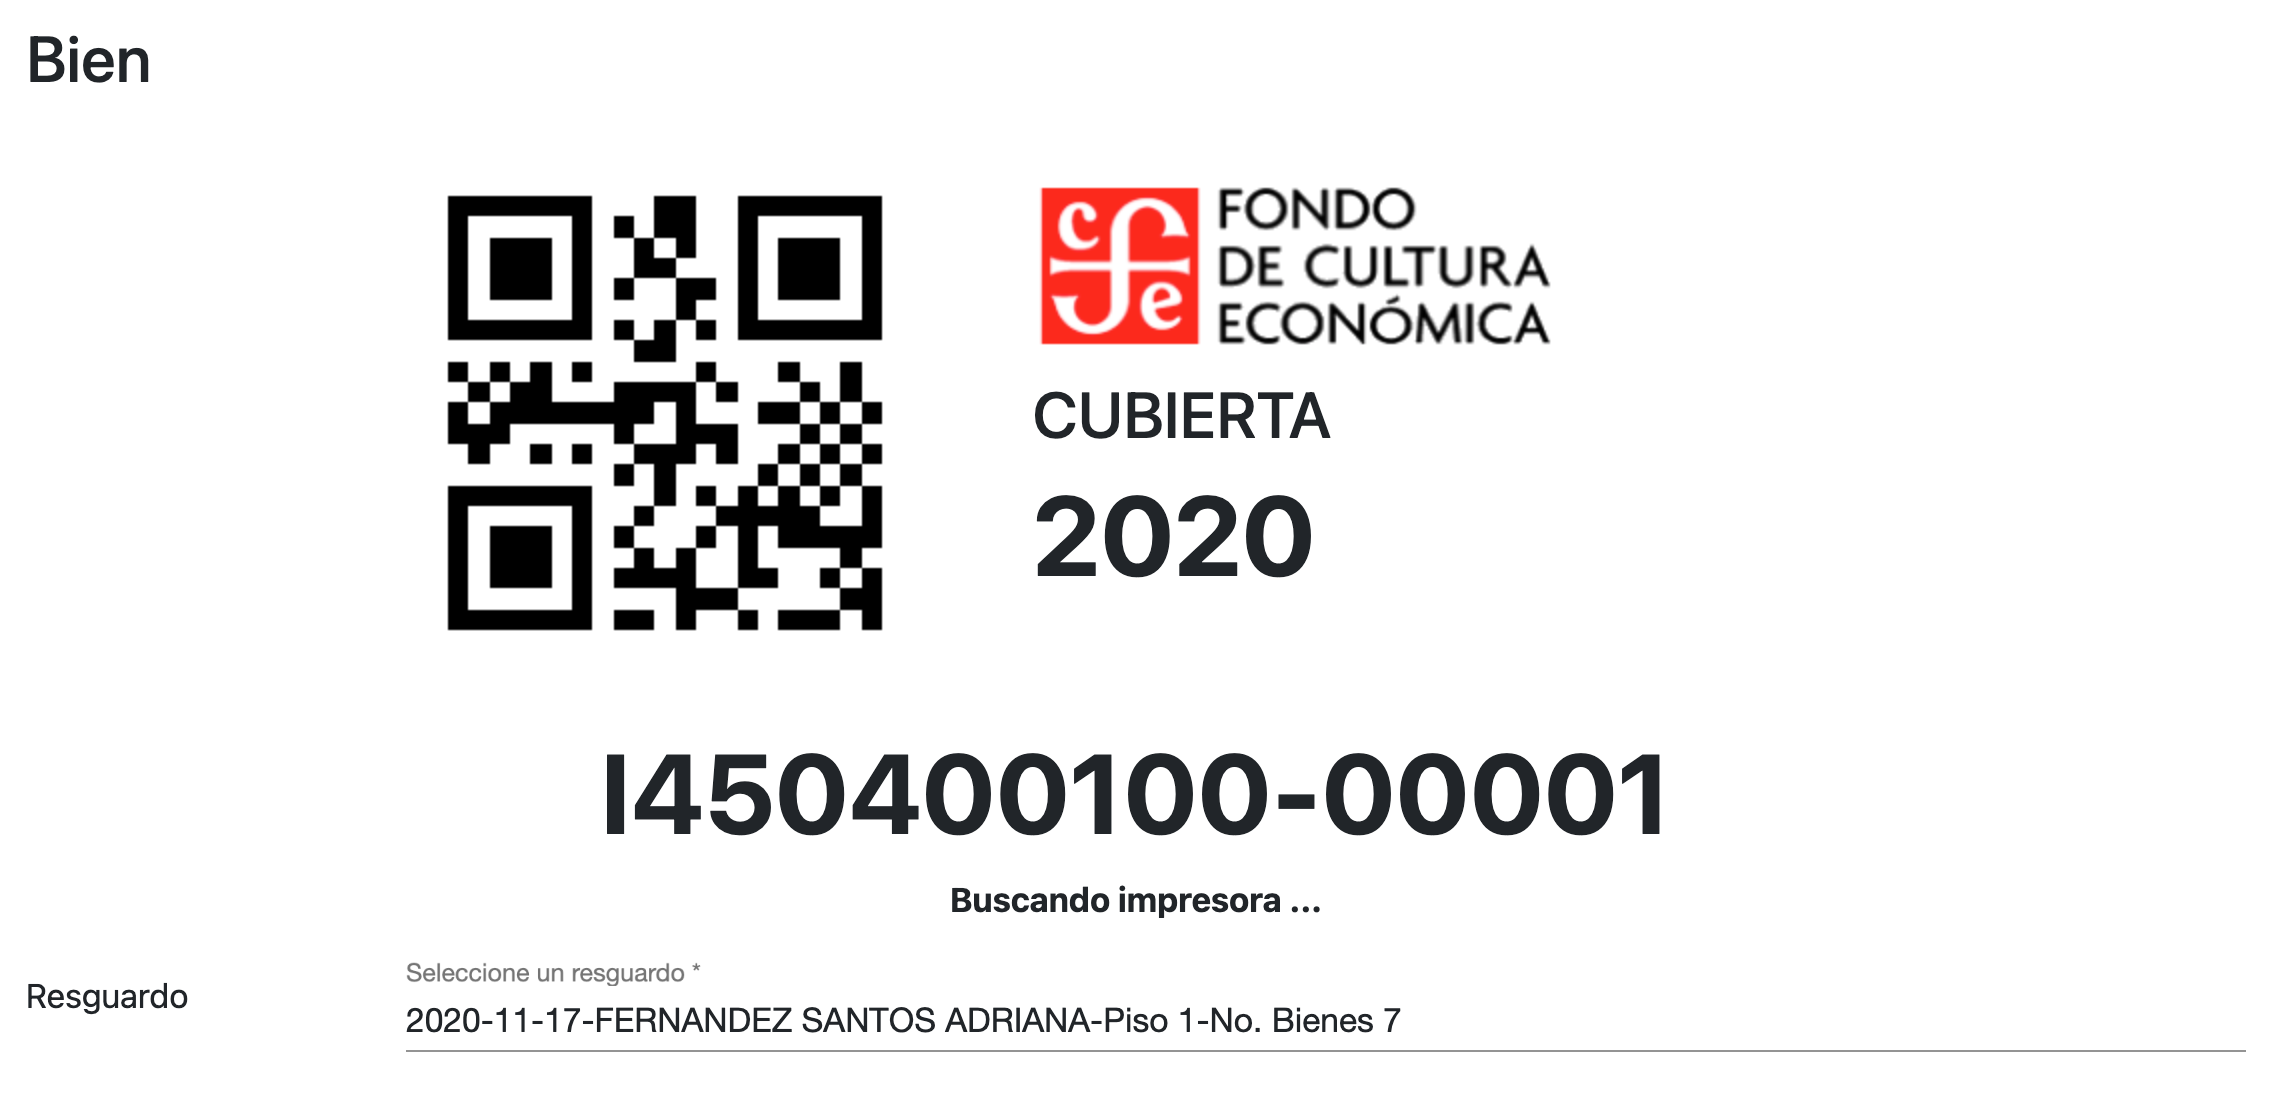 Bien
cfe
FONDO
DE CULTURA
ECONÓMICA
CUBIERTA
2020
I450400100-00001
Buscando impresora ...
Resguardo
Seleccione un resguardo *
2020-11-17-FERNANDEZ SANTOS ADRIANA-Piso 1-No. Bienes 7